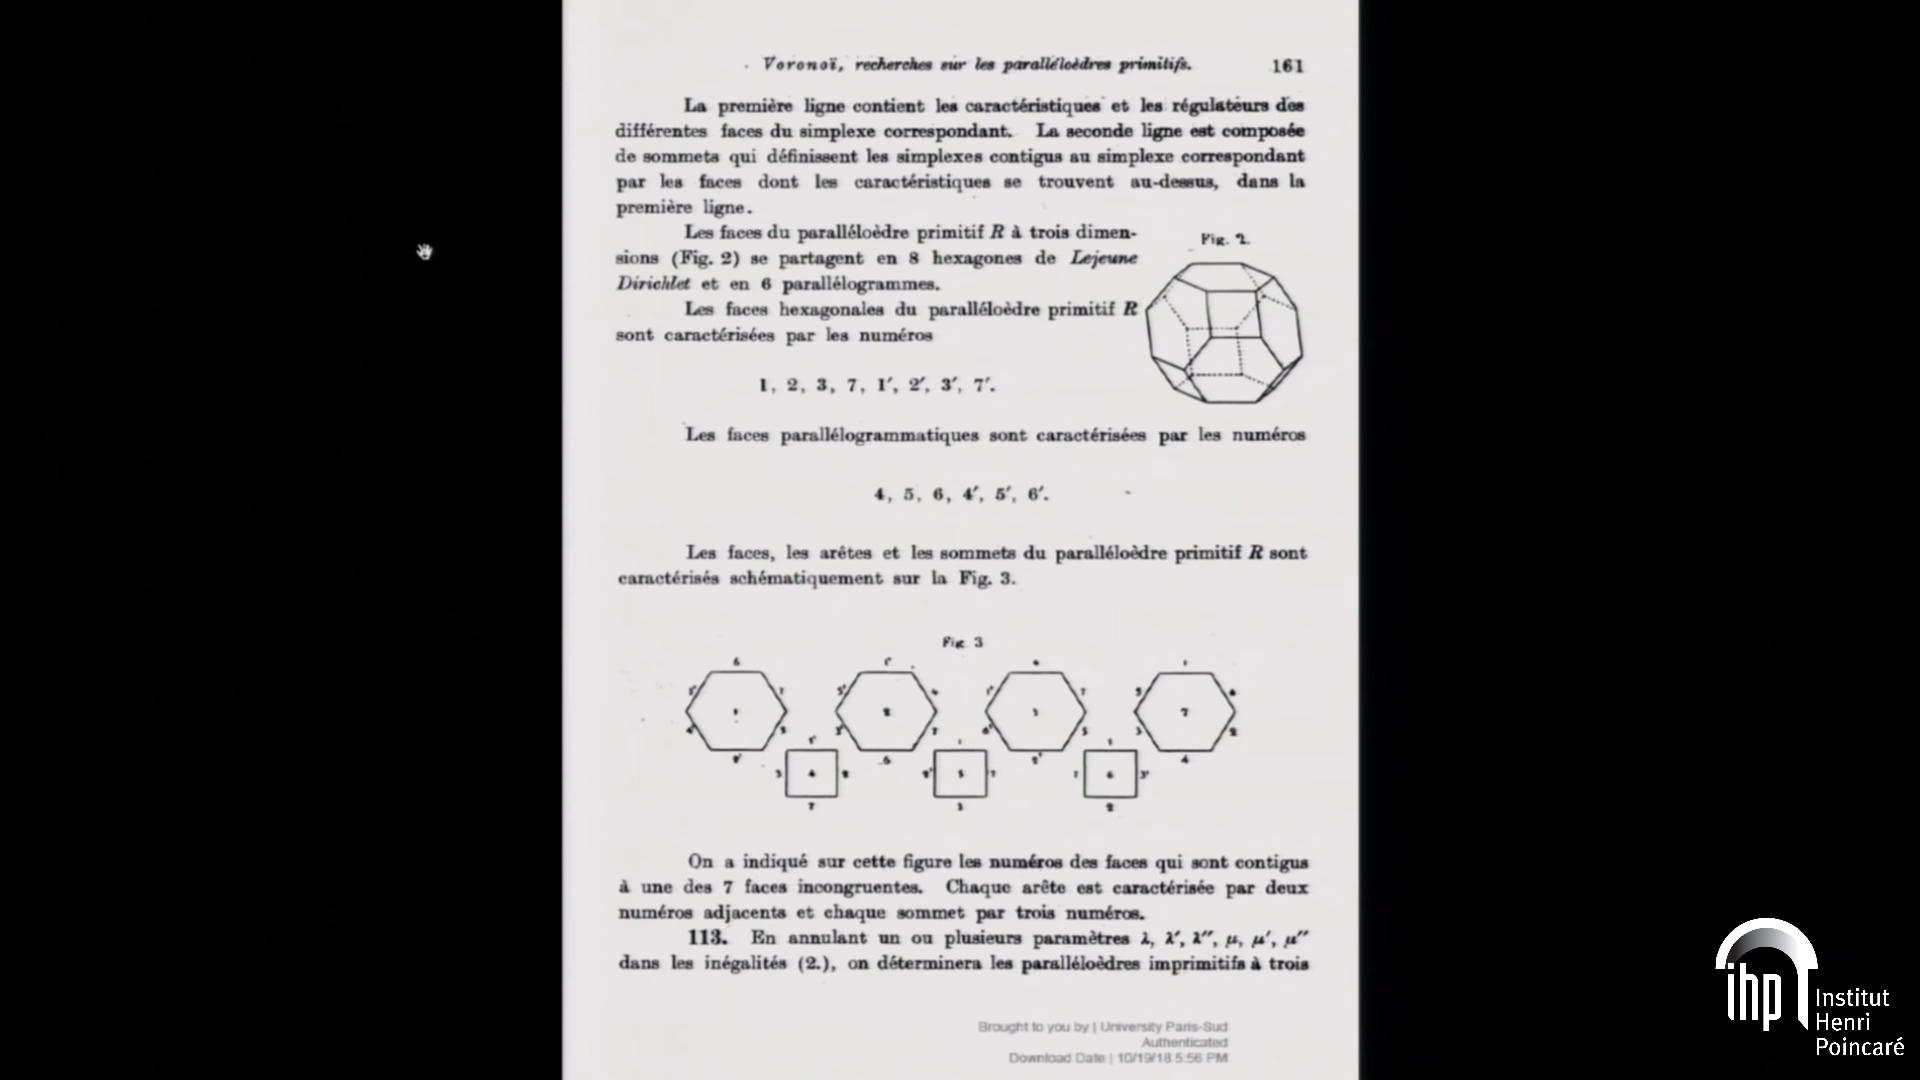 Voronoï, recherches sur les paralléloèdres primitifs. 161
La première ligne contient les caractéristiques et les régulateurs des
différentes faces du simplexe correspondant. La seconde ligne est composée
de sommets qui définissent les simplexes contigus au simplexe correspondant
par les faces dont les caractéristiques se trouvent au-dessus, dans la
première ligne.
Les faces du paralléloèdre primitif R à trois dimen-
sions (Fig. 2) se partagent en 8 hexagones de Lejeune
Dirichlet et en 6 parallélogrammes.
Fig. 2.
Les faces hexagonales du paralléloèdre primitif R
sont caractérisées par les numéros
1, 2, 3, 7, 1′, 2′, 3′, 7′.
Les faces parallélogrammatiques sont caractérisées par les numéros
4, 5, 6, 4′, 5′, 6′.
Les faces, les arêtes et les sommets du paralléloèdre primitif R sont
caractérisés schématiquement sur la Fig. 3.
Fig. 3
On a indiqué sur cette figure les numéros des faces qui sont contigus
à une des 7 faces incongruentes. Chaque arête est caractérisée par deux
numéros adjacents et chaque sommet par trois numéros.
113. En annulant un ou plusieurs paramètres λ, λ′, λ″, μ, μ′, μ″
dans les inégalités (2.), on déterminera les paralléloèdres imprimitifs à trois
Brought to you by | University Paris-Sud
Authenticated
Download Date | 10/19/18 5:56 PM
ihp
Institut
Henri
Poincaré